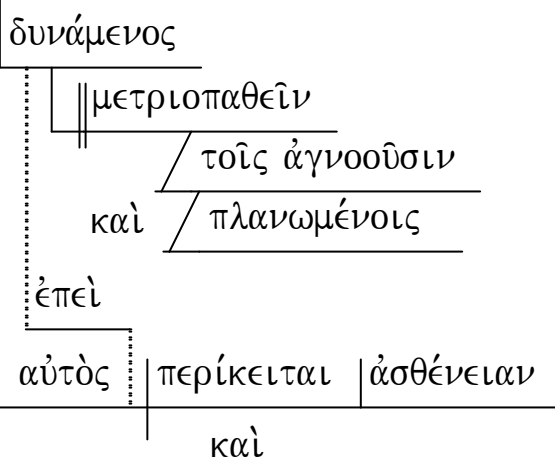 δυνάμενος
μετριοπαθεῖν
τοῖς ἀγνοοῦσιν
καὶ πλανωμένοις
ἐπεὶ
αὐτὸς περίκειται ἀσθένειαν
καὶ